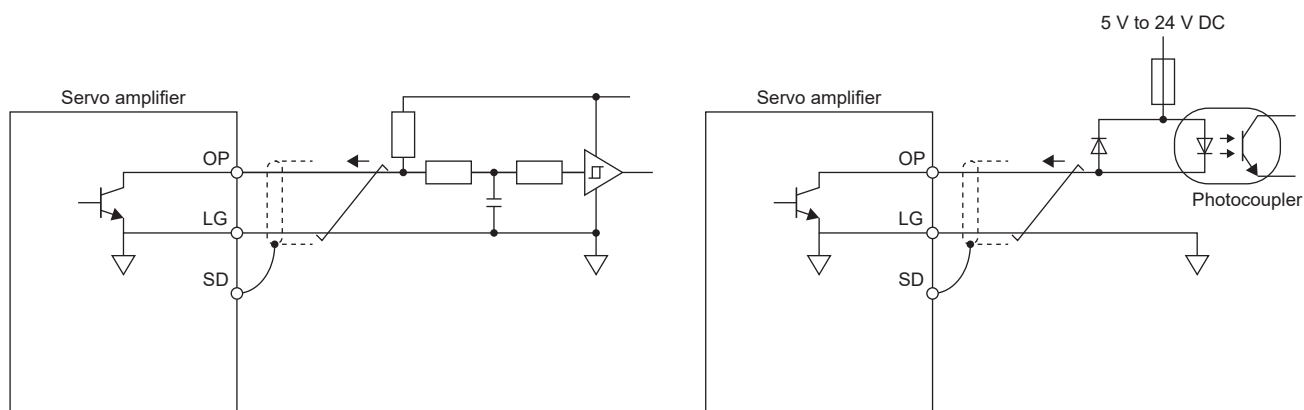 Servo amplifier
OP
LG
SD
5 V to 24 V DC
Servo amplifier
OP
LG
SD
Photocoupler